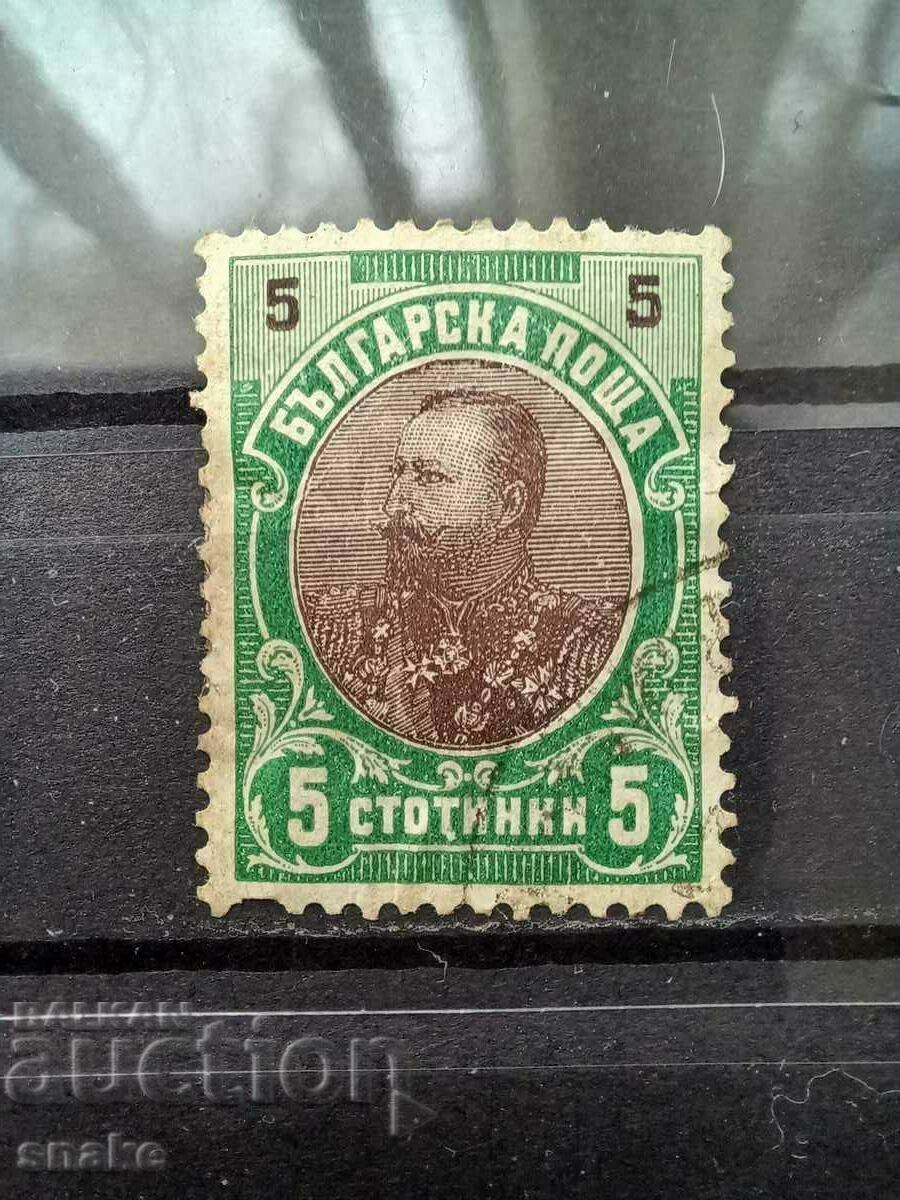 5 5
БЪЛГАРСКА ПОЩА
5 СТОТИНКИ 5
BALKAN
auction
snake